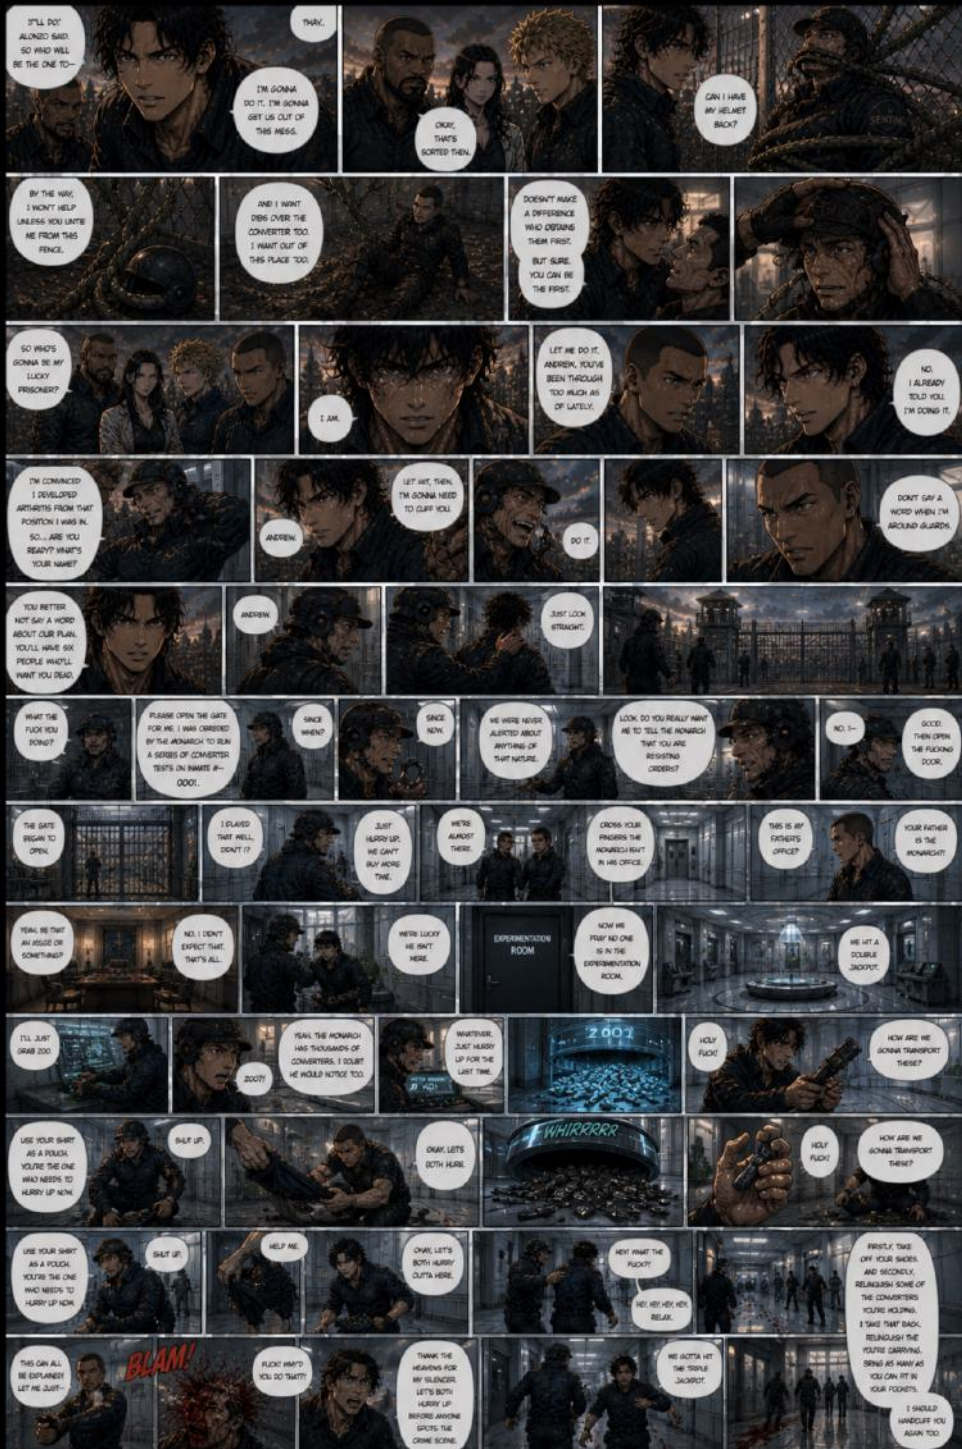 "IT'LL DO,"
ALONZO SAID.
SO WHO WILL
BE THE ONE TO—
THAY..
I'M GONNA
DO IT. I'M GONNA
GET US OUT OF
THIS MESS.
OKAY,
THAT'S
SORTED THEN.
CAN I HAVE
MY HELMET
BACK?
BY THE WAY,
I WON'T HELP
UNLESS YOU UNTIE
ME FROM THIS
FENCE.
AND I WANT
DIBS OVER THE
CONVERTER TOO.
I WANT OUT OF
THIS PLACE TOO.
DOESN'T MAKE
A DIFFERENCE
WHO OBTAINS
THEM FIRST.
BUT SURE.
YOU CAN BE
THE FIRST.
SO WHO'S
GONNA BE MY
LUCKY
PRISONER?
I AM.
LET ME DO IT,
ANDREW, YOU'VE
BEEN THROUGH
TOO MUCH AS
OF LATELY.
NO.
I ALREADY
TOLD YOU.
I'M DOING IT.
I'M CONVINCED
I DEVELOPED
ARTHRITIS FROM THAT
POSITION I WAS IN.
SO... ARE YOU
READY? WHAT'S
YOUR NAME?
ANDREW.
LET HIT, THEN.
I'M GONNA NEED
TO CUFF YOU.
DO IT.
DON'T SAY A
WORD WHEN I'M
AROUND GUARDS.
YOU BETTER
NOT SAY A WORD
ABOUT OUR PLAN.
YOU'LL HAVE SIX
PEOPLE WHO'LL
WANT YOU DEAD.
ANDREW.
JUST LOOK
STRAIGHT.
WHAT THE
FUCK YOU
DOING?
PLEASE OPEN THE GATE
FOR ME. I WAS
BY THE MONARCH TO RUN
A SERIES OF CONVERTER
TESTS ON INMATE #—
0001.
SINCE
WHEN?
SINCE
NOW.
WE WERE NEVER
ALERTED ABOUT
ANYTHING OF
THAT NATURE.
LOOK, DO YOU REALLY WANT
ME TO TELL THE MONARCH
THAT YOU ARE
RESISTING
ORDERS?
NO, I—
GOOD.
THEN OPEN
THE FUCKING
DOOR.
THE GATE
BEGAN TO
OPEN.
I PLAYED
THAT WELL,
DIDN'T I?
JUST
HURRY UP,
WE CAN'T
BUY MORE
TIME.
WE'RE
ALMOST
THERE.
CROSS YOUR
FINGERS THE
MONARCH ISN'T
IN HIS OFFICE.
THIS IS MY
FATHER'S
OFFICE?
YOUR FATHER
IS THE
MONARCH?!
YEAH, BE THAT
AN ISSUE OR
SOMETHING?
NO, I DIDN'T
EXPECT THAT.
THAT'S ALL.
WE'RE LUCKY
HE ISN'T
HERE.
EXPERIMENTATION
ROOM
NOW WE
PRAY NO ONE
IS IN THE
EXPERIMENTATION
ROOM.
WE HIT A
DOUBLE
JACKPOT.
I'LL JUST
GRAB 200.
200?!
YEAH, THE MONARCH
HAS THOUSANDS OF
CONVERTERS. I DOUBT
HE WOULD NOTICE TOO.
WHATEVER.
JUST HURRY
UP FOR THE
LAST TIME.
HOLY
FUCK!
HOW ARE WE
GONNA TRANSPORT
THESE?
USE YOUR SHIRT
AS A POUCH.
YOU'RE THE ONE
WHO NEEDS TO
HURRY UP NOW.
SHUT UP.
OKAY, LET'S
BOTH
WHIRRRRR
HOLY
FUCK!
HOW ARE WE
GONNA TRANSPORT
THESE?
USE YOUR SHIRT
AS A POUCH.
YOU'RE THE ONE
WHO NEEDS TO
HURRY UP NOW.
SHUT UP.
HELP ME.
OKAY, LET'S
BOTH HURRY
OUTTA HERE.
HEY! WHAT THE
FUCK?!
HEY, HEY, HEY, HEY,
RELAX.
FIRSTLY, TAKE
OFF YOUR SHOES.
AND SECONDLY,
RELINQUISH SOME OF
THE CONVERTERS
YOU'RE HOLDING.
I TAKE THAT BACK.
RELINQUISH THE
YOU'RE CARRYING.
BRING AS MANY AS
YOU CAN FIT IN
YOUR POCKETS.
I SHOULD
HANDCUFF YOU
AGAIN TOO.
THIS CAN ALL
BE EXPLAINED!
LET ME JUST—
BLAM!
FUCK! WHY'D
YOU DO THAT?!
THANK THE
HEAVENS FOR
MY SILENCER.
LET'S BOTH
HURRY UP
BEFORE ANYONE
SPOTS THE
CRIME SCENE.
WE GOTTA HIT
THE TRIPLE
JACKPOT.